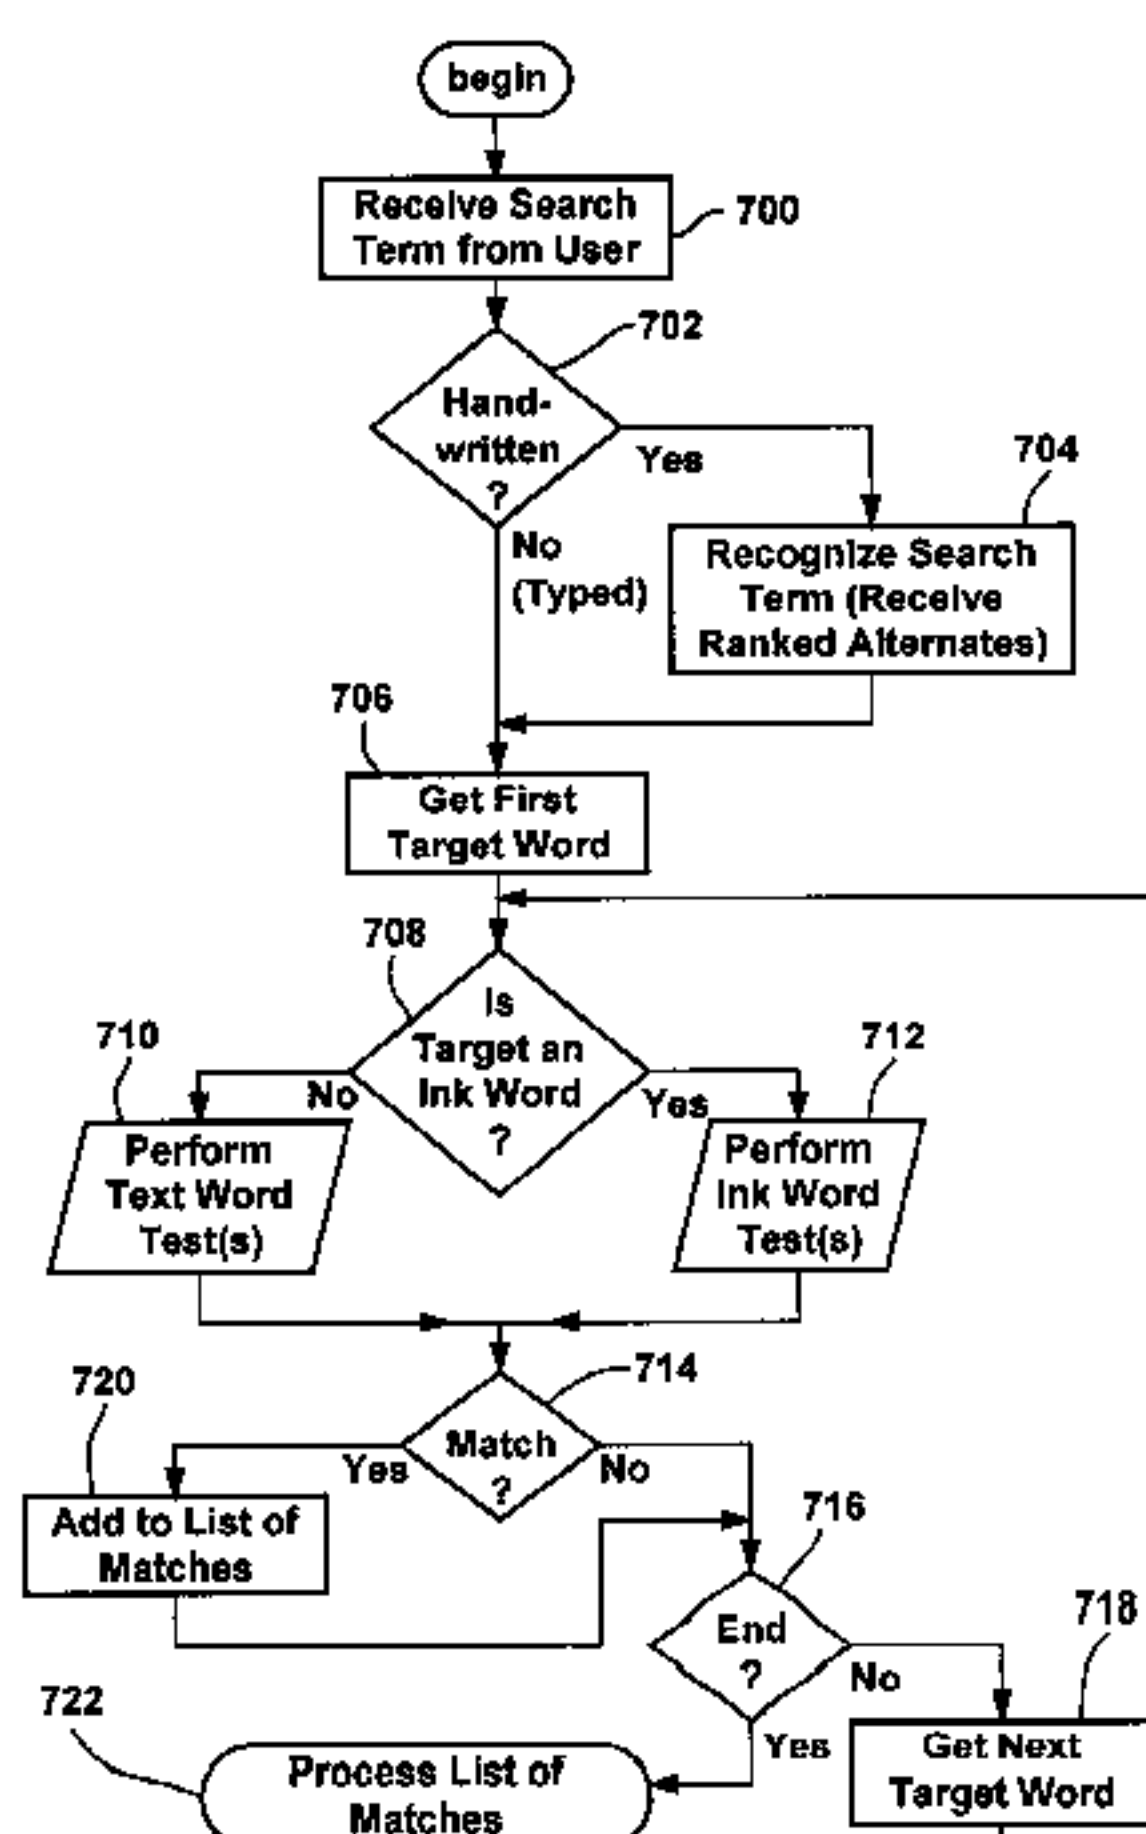 begin
Receive Search
Term from User
700
702
Hand-
written
?
Yes
No
(Typed)
704
Recognize Search
Term (Receive
Ranked Alternates)
706
Get First
Target Word
708
Is
Target an
Ink Word
?
No
Yes
710
Perform
Text Word
Test(s)
712
Perform
Ink Word
Test(s)
714
Match
?
Yes
No
720
Add to List of
Matches
716
End
?
No
Yes
718
Get Next
Target Word
722
Process List of
Matches